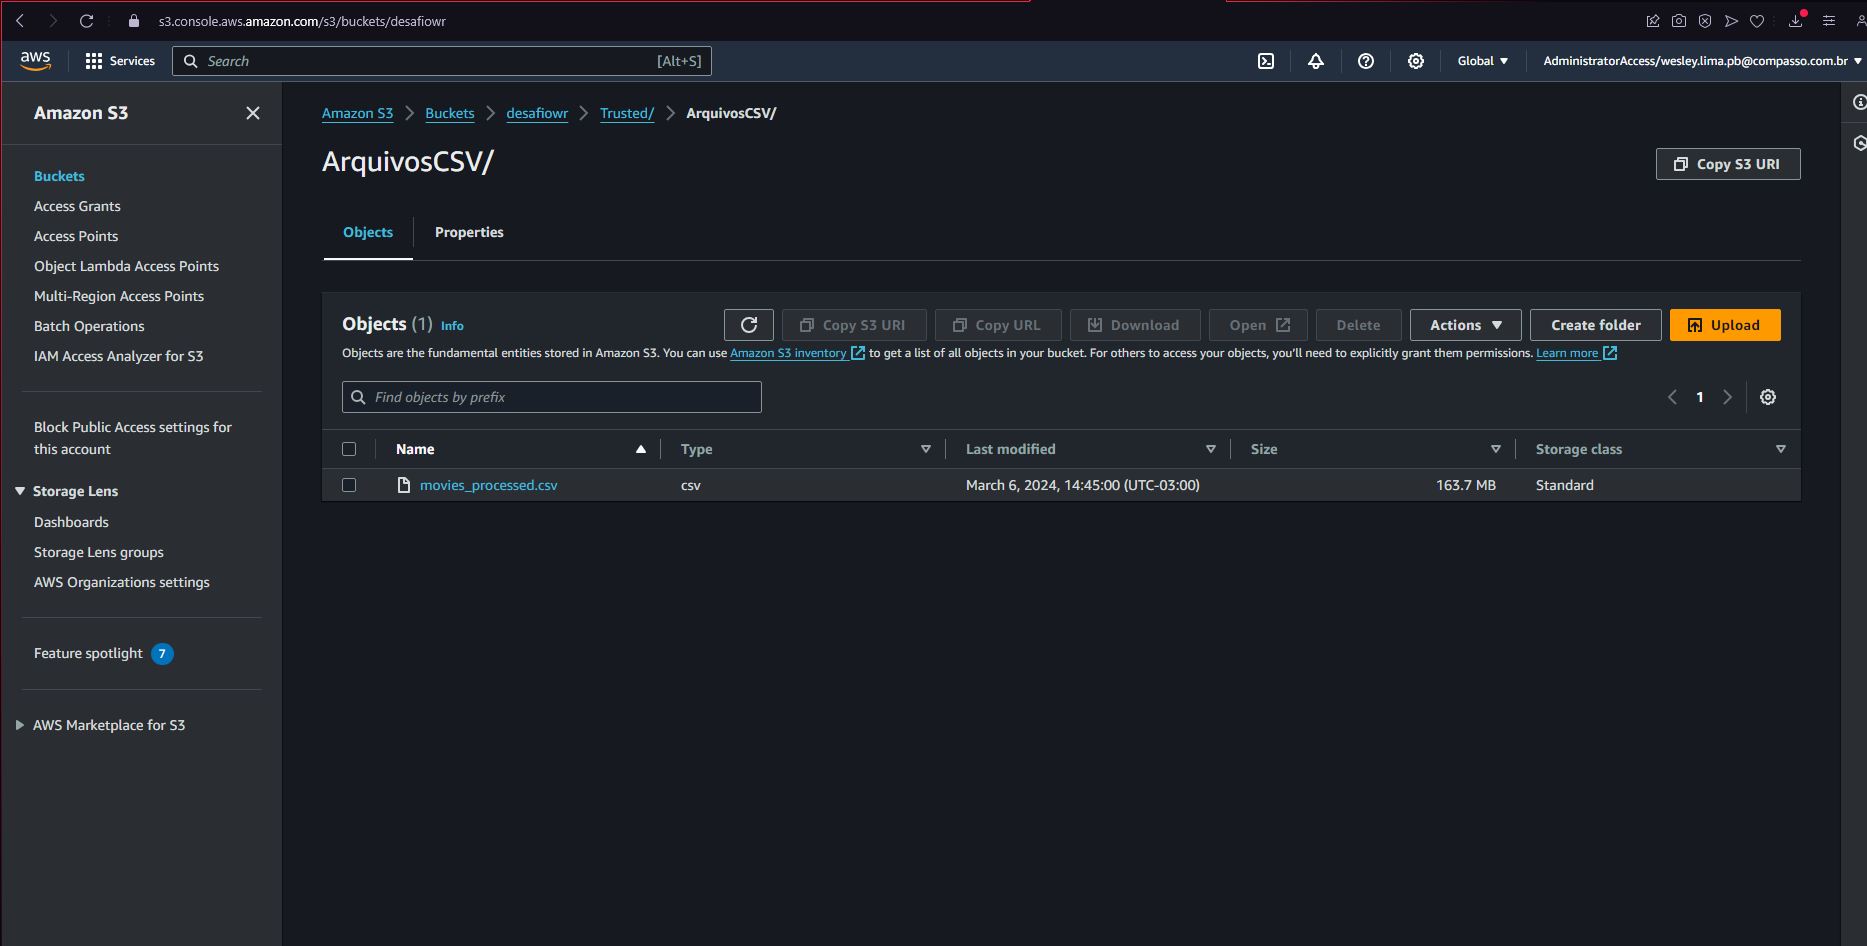 s3.console.aws.amazon.com/s3/buckets/desafiowr
aws Services Search [Alt+S] Global AdministratorAccess/wesley.lima.pb@compasso.com.br
Amazon S3
Buckets
Access Grants
Access Points
Object Lambda Access Points
Multi-Region Access Points
Batch Operations
IAM Access Analyzer for S3
Block Public Access settings for
this account
Storage Lens
Dashboards
Storage Lens groups
AWS Organizations settings
Feature spotlight 7
AWS Marketplace for S3
Amazon S3 Buckets desafiowr Trusted/ ArquivosCSV/
ArquivosCSV/
Copy S3 URI
Objects Properties
Objects (1) Info Copy S3 URI Copy URL Download Open Delete Actions Create folder Upload
Objects are the fundamental entities stored in Amazon S3. You can use Amazon S3 inventory to get a list of all objects in your bucket. For others to access your objects, you'll need to explicitly grant them permissions. Learn more
Find objects by prefix
1
Name Type Last modified Size Storage class
movies_processed.csv csv March 6, 2024, 14:45:00 (UTC-03:00) 163.7 MB Standard